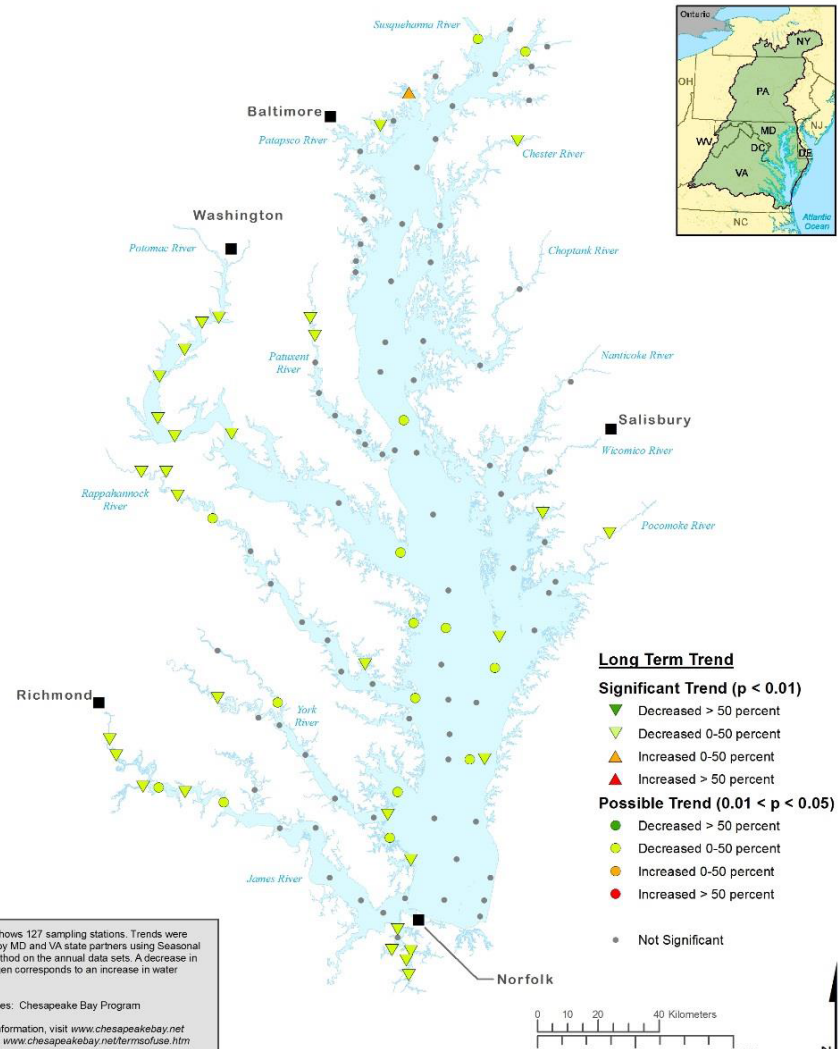 Susquehanna River
Baltimore
Patapsco River
Chester River
Washington
Potomac River
Choptank River
Patuxent
River
Nanticoke River
Salisbury
Wicomico River
Rappahannock
River
Pocomoke River
Richmond
York
River
James River
Norfolk
Ontario
NY
OH
PA
NJ
WV
MD
DC
DE
VA
NC
Atlantic
Ocean
Long Term Trend
Significant Trend (p < 0.01)
Decreased > 50 percent
Decreased 0-50 percent
Increased 0-50 percent
Increased > 50 percent
Possible Trend (0.01 < p < 0.05)
Decreased > 50 percent
Decreased 0-50 percent
Increased 0-50 percent
Increased > 50 percent
Not Significant
hows 127 sampling stations. Trends were
by MD and VA state partners using Seasonal
thod on the annual data sets. A decrease in
en corresponds to an increase in water
es: Chesapeake Bay Program
nformation, visit www.chesapeakebay.net
www.chesapeakebay.net/termsofuse.htm
0 10 20 40 Kilometers